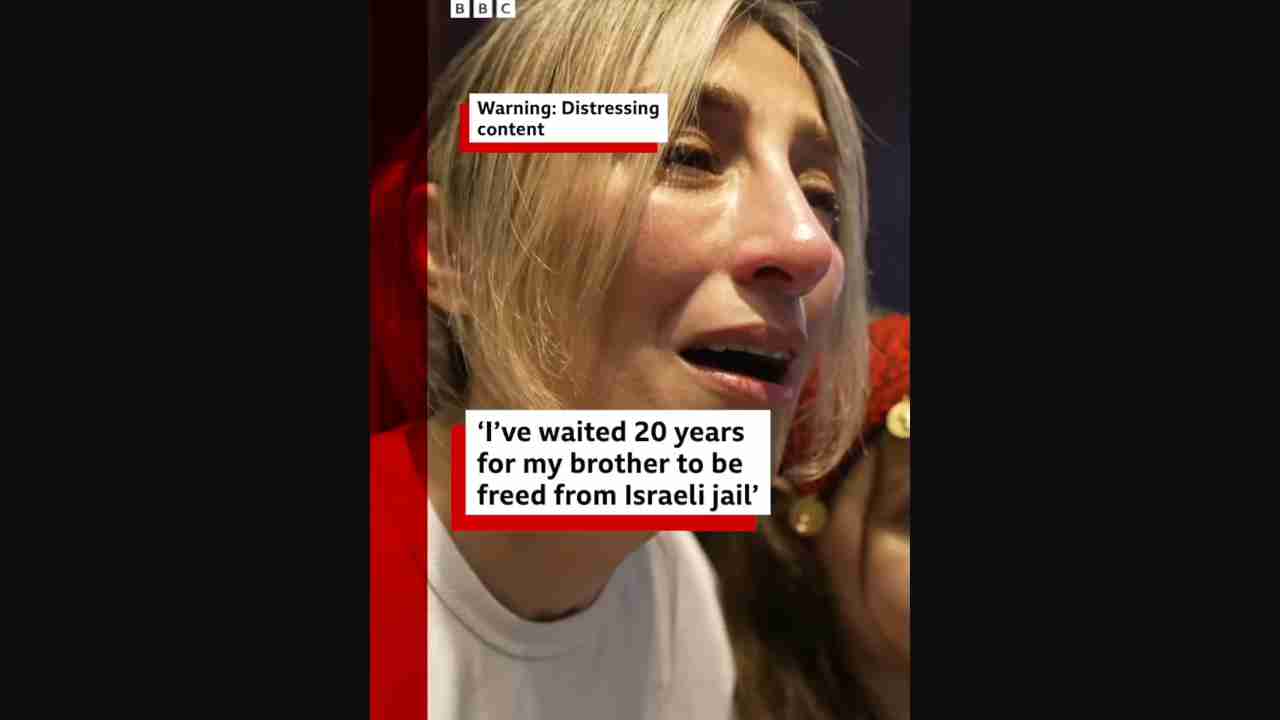 BBC
Warning: Distressing
content
‘I’ve waited 20 years
for my brother to be
freed from Israeli jail’